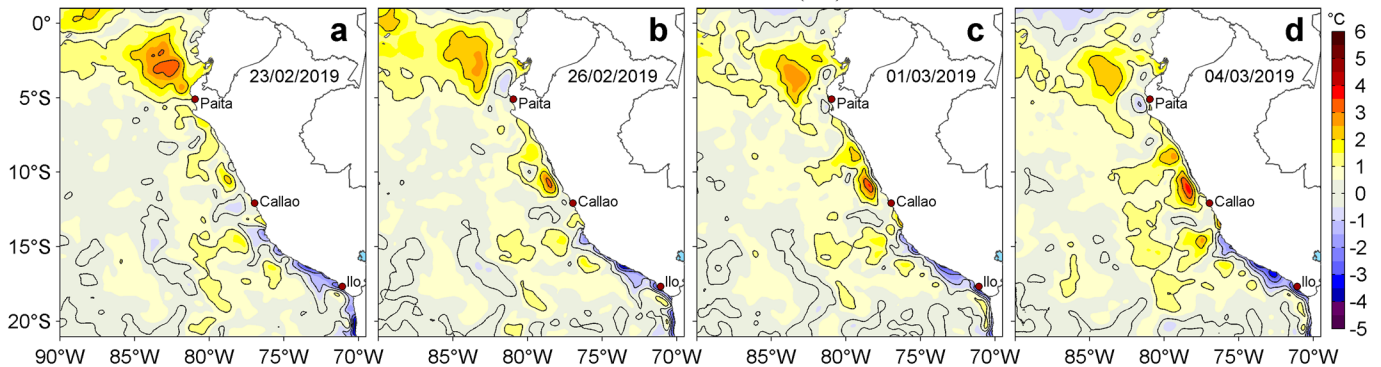 a
b
c
d
°C
23/02/2019
26/02/2019
01/03/2019
04/03/2019
Paita
Paita
Paita
Paita
Callao
Callao
Callao
Callao
Ilo
Ilo
Ilo
Ilo
0°
5°S
10°S
15°S
20°S
90°W 85°W 80°W 75°W 70°W
85°W 80°W 75°W 70°W
85°W 80°W 75°W 70°W
85°W 80°W 75°W 70°W
6
5
4
3
2
1
0
-1
-2
-3
-4
-5